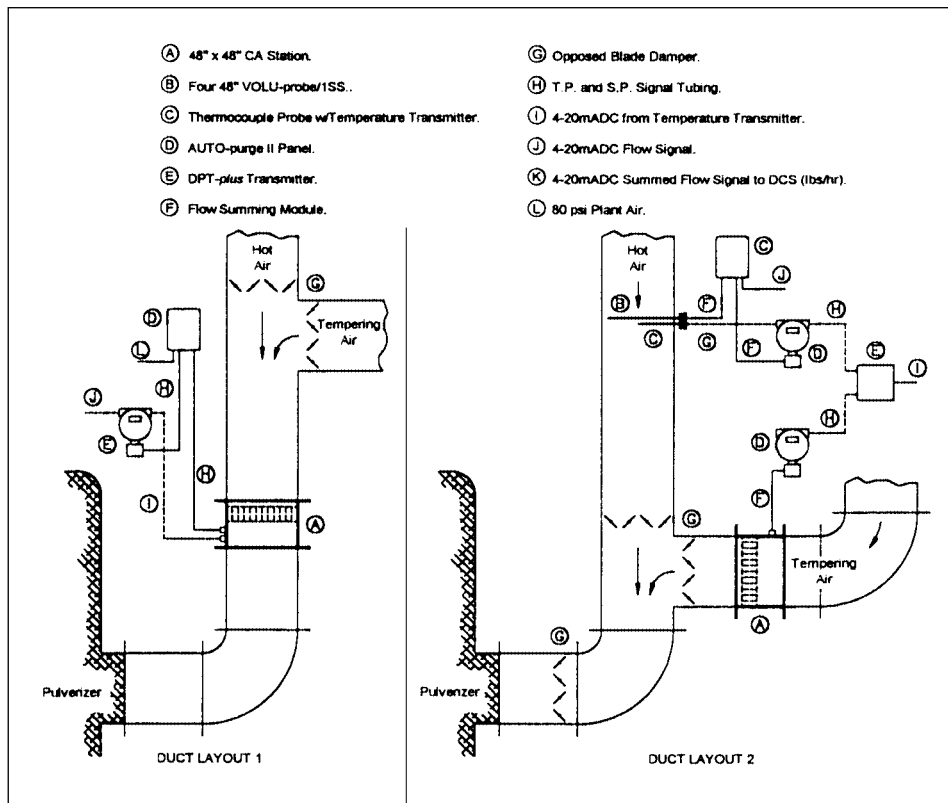 Ⓐ 48" x 48" CA Station.
Ⓑ Four 48" VOLU-probe/1SS..
Ⓒ Thermocouple Probe w/Temperature Transmitter.
Ⓓ AUTO-purge II Panel.
Ⓔ DPT-plus Transmitter.
Ⓕ Flow Summing Module.
Ⓖ Opposed Blade Damper.
Ⓗ T.P. and S.P. Signal Tubing.
Ⓘ 4-20mADC from Temperature Transmitter.
Ⓙ 4-20mADC Flow Signal.
Ⓚ 4-20mADC Summed Flow Signal to DCS (lbs/hr).
Ⓛ 80 psi Plant Air.
Hot
Air
Ⓖ
Tempering
Air
Ⓓ
Ⓛ
Ⓗ
Ⓙ
Ⓔ
Ⓗ
Ⓘ
Ⓐ
Pulverizer
DUCT LAYOUT 1
Hot
Air
Ⓒ
Ⓙ
Ⓑ
Ⓕ
Ⓗ
Ⓒ
Ⓖ
Ⓕ
Ⓓ
Ⓔ
Ⓘ
Ⓗ
Ⓓ
Ⓕ
Ⓖ
Tempering
Air
Ⓐ
Ⓖ
Pulverizer
DUCT LAYOUT 2